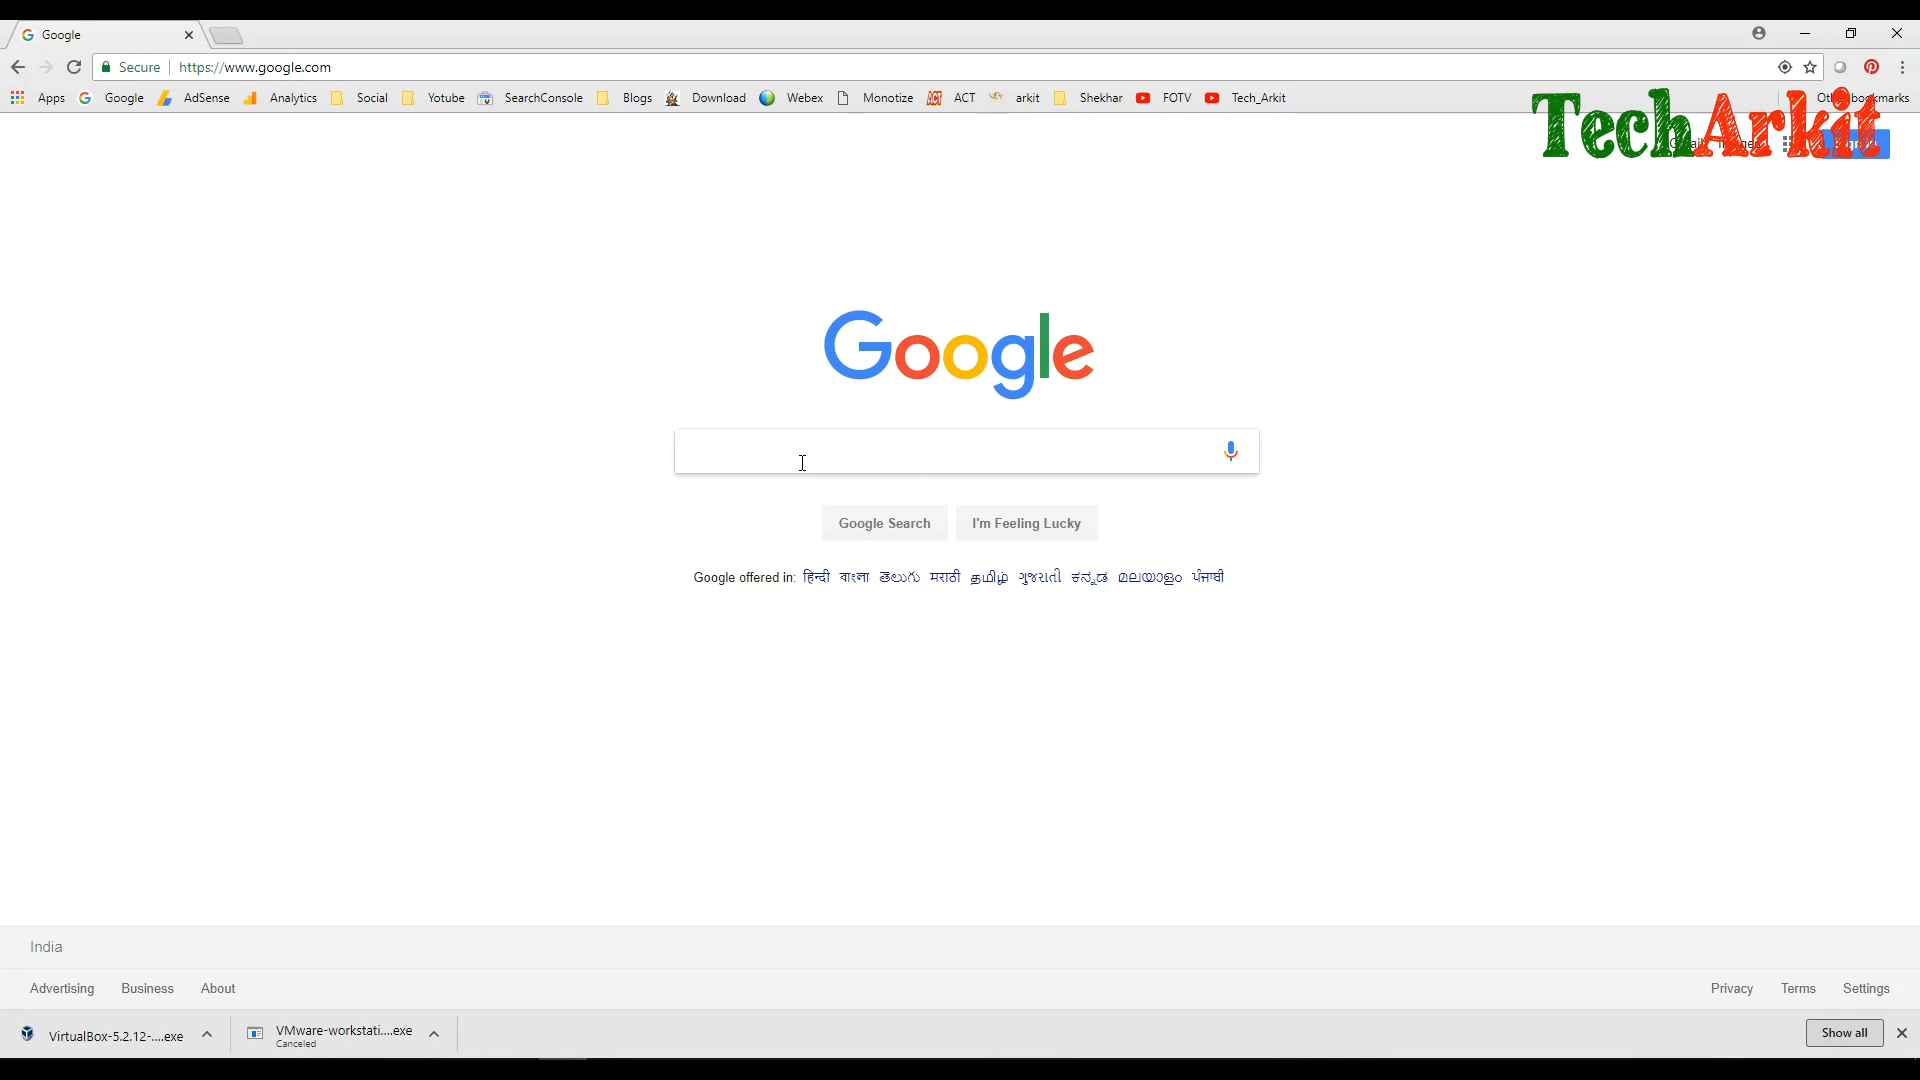 Google
Secure https://www.google.com
Apps Google AdSense Analytics Social Yotube SearchConsole Blogs Download Webex Monotize ACT arkit Shekhar FOTV Tech_Arkit
TechArkit
Google
Google Search I'm Feeling Lucky
Google offered in: हिन्दी বাংলা తెలుగు मराठी தமிழ் ગુજરાતી ಕನ್ನಡ മലയാളം ਪੰਜਾਬੀ
India
Advertising Business About Privacy Terms Settings
VirtualBox-5.2.12-....exe VMware-workstati....exe Show all
Canceled